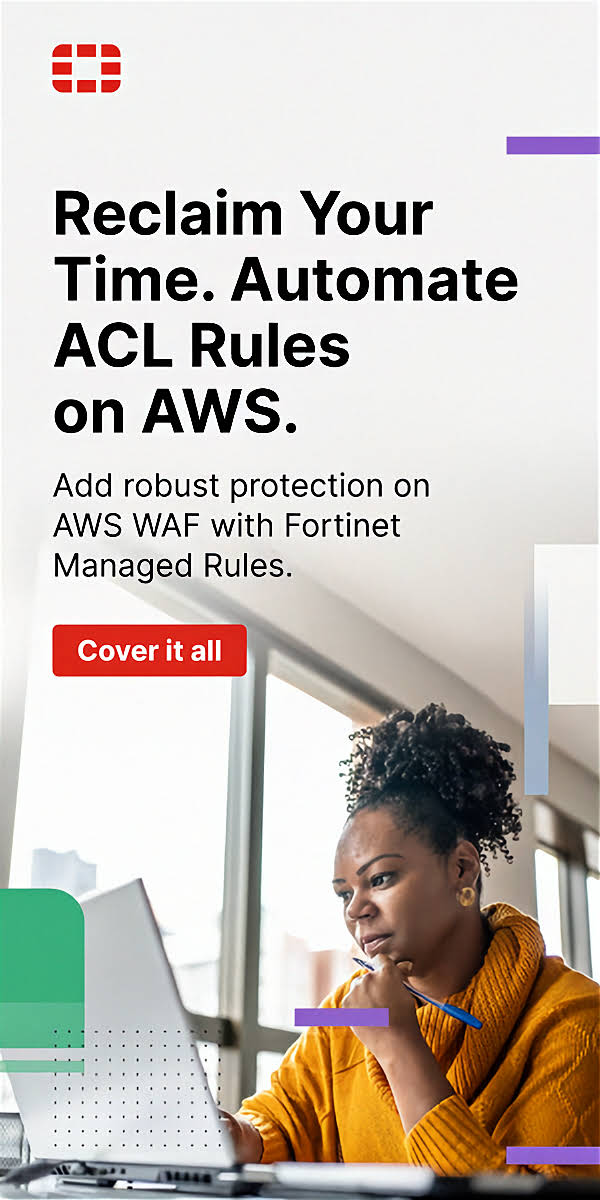 Reclaim Your
Time. Automate
ACL Rules
on AWS.
Add robust protection on
AWS WAF with Fortinet
Managed Rules.
Cover it all